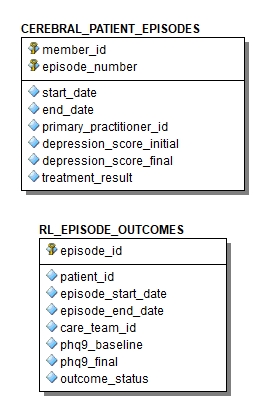 CEREBRAL_PATIENT_EPISODES
member_id
episode_number
start_date
end_date
primary_practitioner_id
depression_score_initial
depression_score_final
treatment_result
RL_EPISODE_OUTCOMES
episode_id
patient_id
episode_start_date
episode_end_date
care_team_id
phq9_baseline
phq9_final
outcome_status